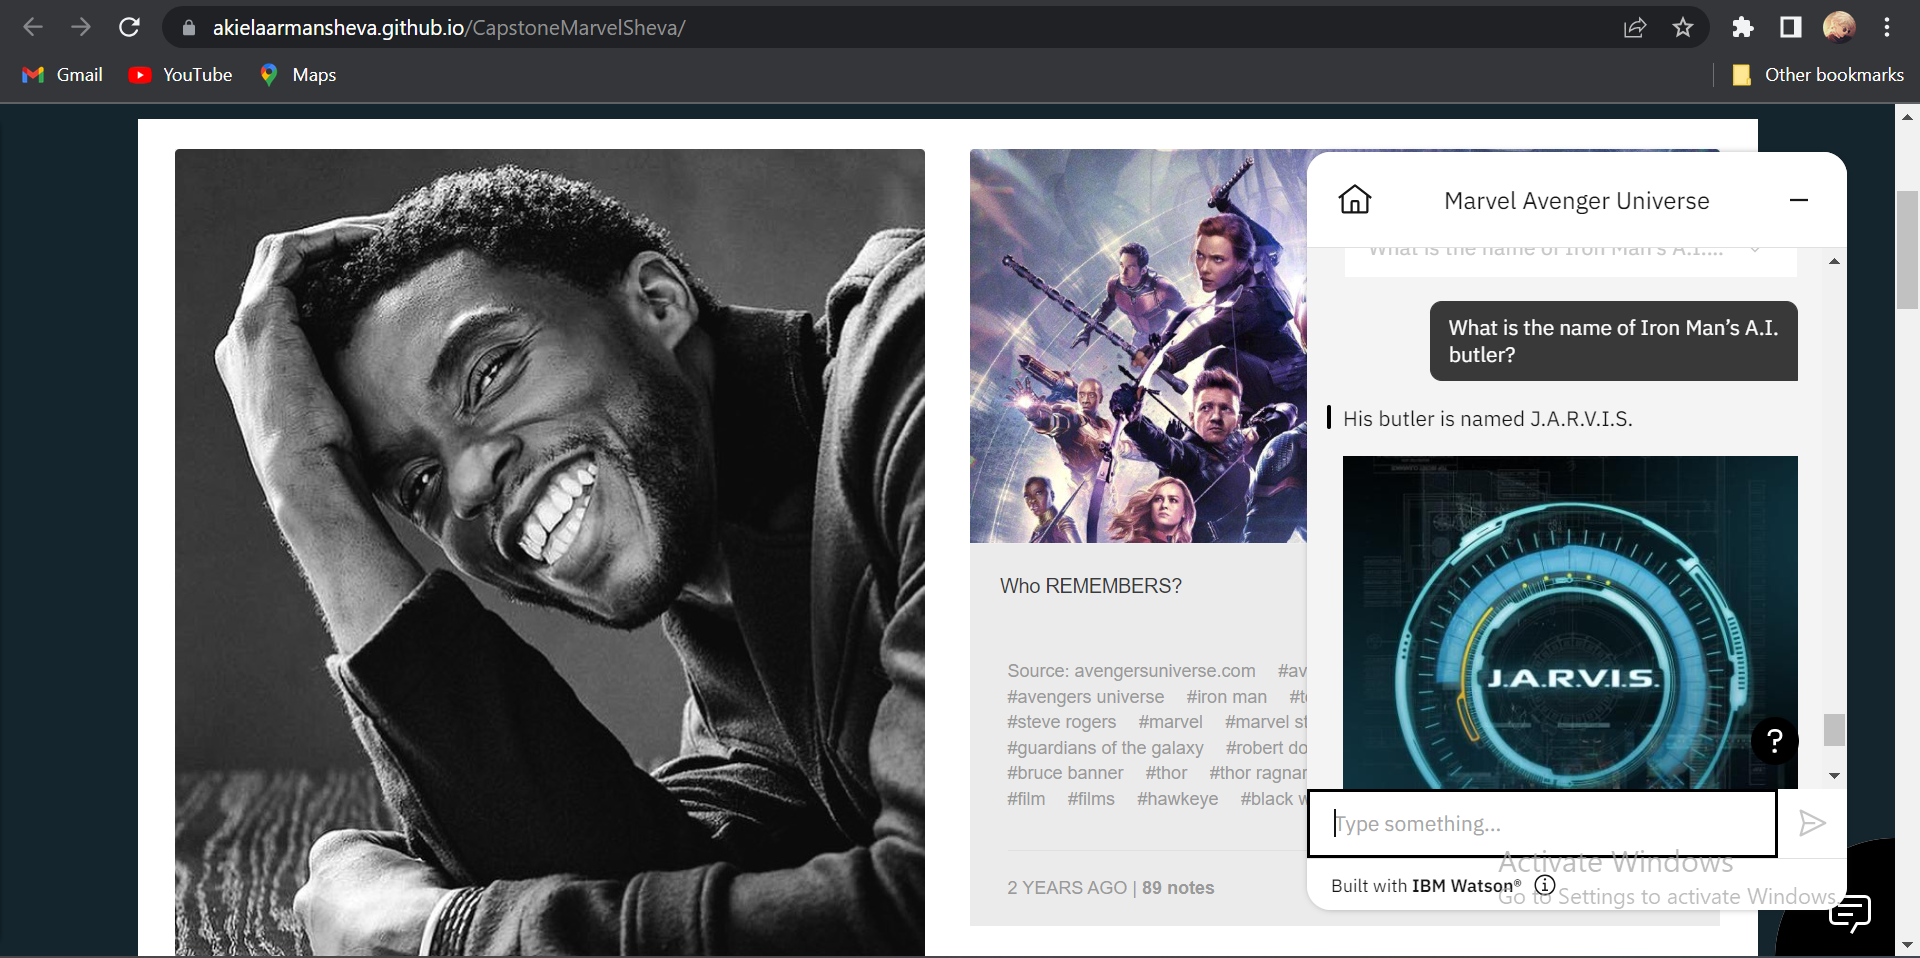 akielaarmansheva.github.io/CapstoneMarvelSheva/
Gmail
YouTube
Maps
Other bookmarks
Marvel Avenger Universe
What is the name of Iron Man's A.I....
What is the name of Iron Man’s A.I.
butler?
His butler is named J.A.R.V.I.S.
J.A.R.V.I.S.
?
Who REMEMBERS?
Source: avengersuniverse.com #av
#avengers universe #iron man
#steve rogers #marvel #marvel st
#guardians of the galaxy #robert do
#bruce banner #thor #thor ragnar
#film #films #hawkeye #black w
2 YEARS AGO | 89 notes
Type something...
Built with IBM Watson®
Activate Windows
Go to Settings to activate Windows.